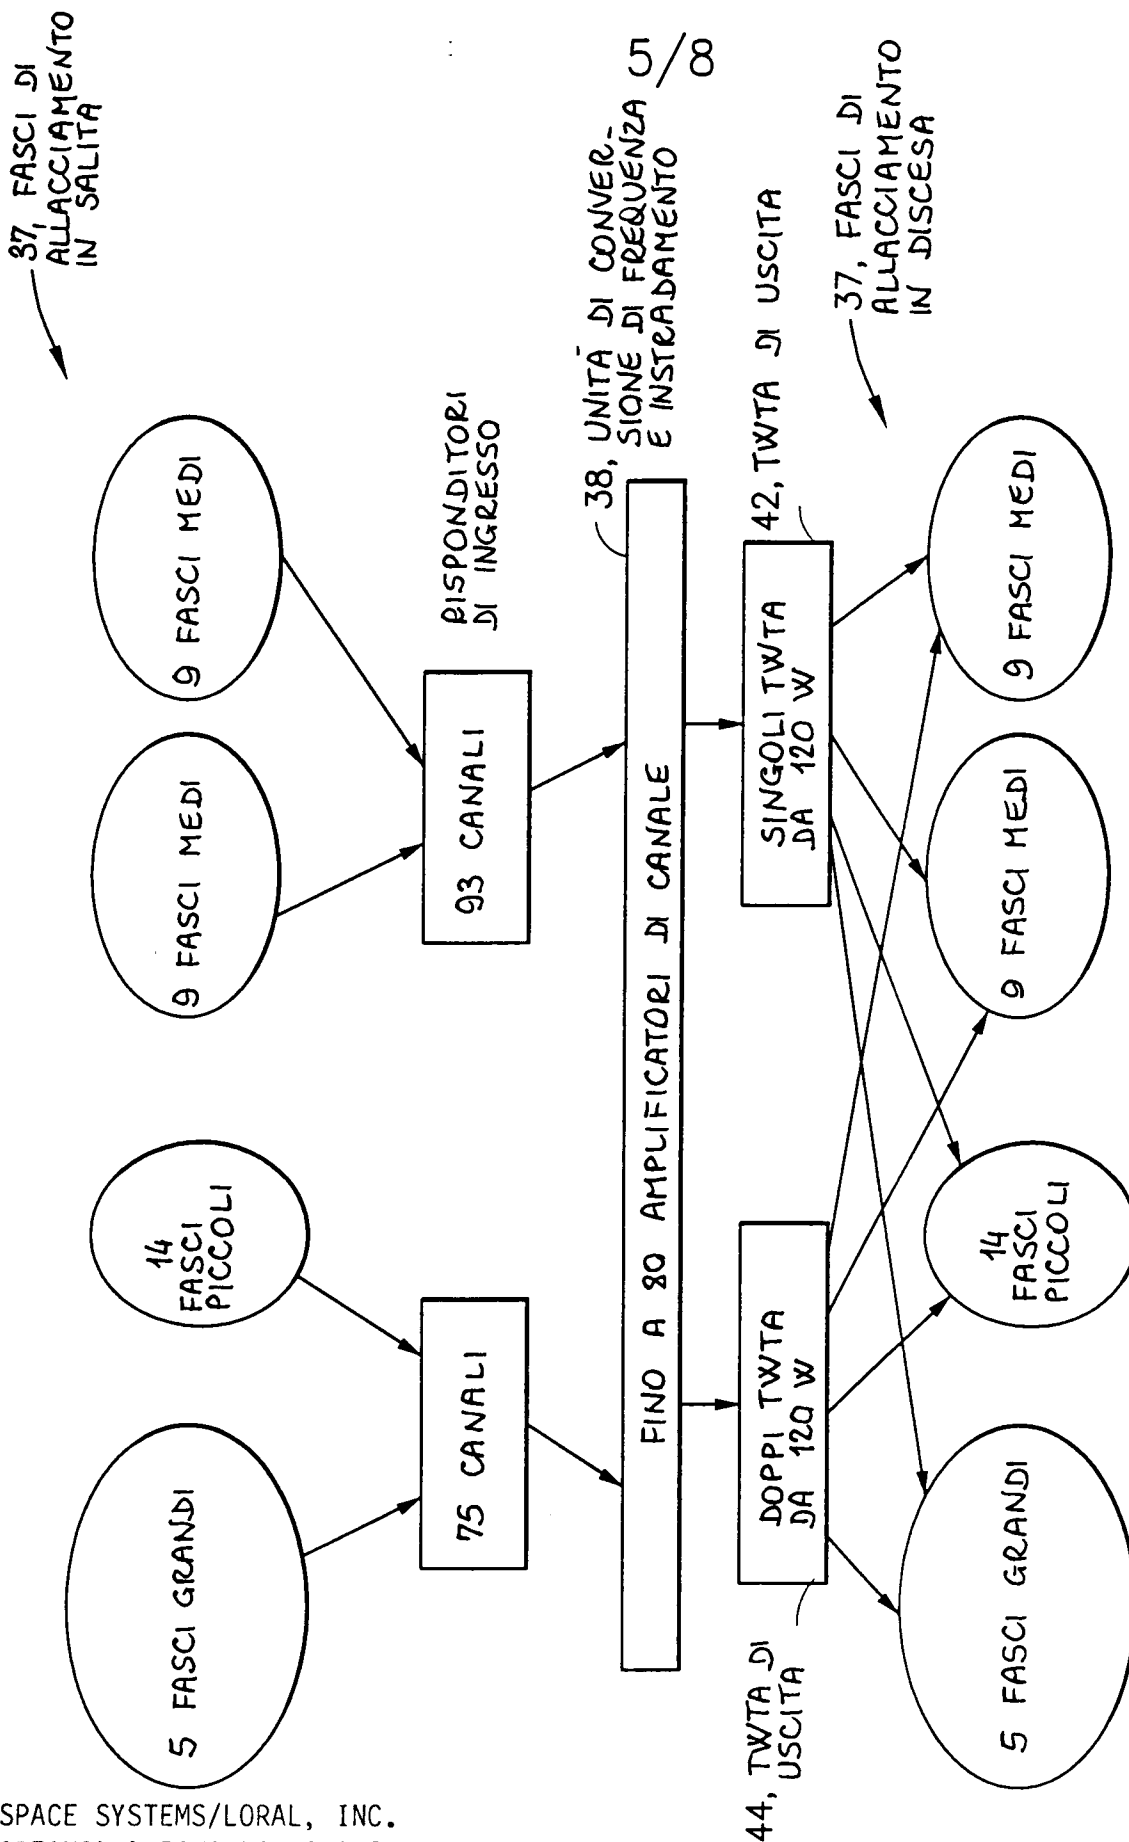 37, FASCI DI
ALLACCIAMENTO
IN SALITA
5 FASCI GRANDI
14
FASCI
PICCOLI
9 FASCI MEDI
9 FASCI MEDI
75 CANALI
93 CANALI
RISPONDITORI
DI INGRESSO
FINO A 80 AMPLIFICATORI DI CANALE
38, UNITÀ DI CONVER-
SIONE DI FREQUENZA
E INSTRADAMENTO
5/8
44, TWTA DI
USCITA
DOPPI TWTA
DA 120 W
SINGOLI TWTA
DA 120 W
42, TWTA DI USCITA
37, FASCI DI
ALLACCIAMENTO
IN DISCESA
5 FASCI GRANDI
14
FASCI
PICCOLI
9 FASCI MEDI
9 FASCI MEDI
SPACE SYSTEMS/LORAL, INC.